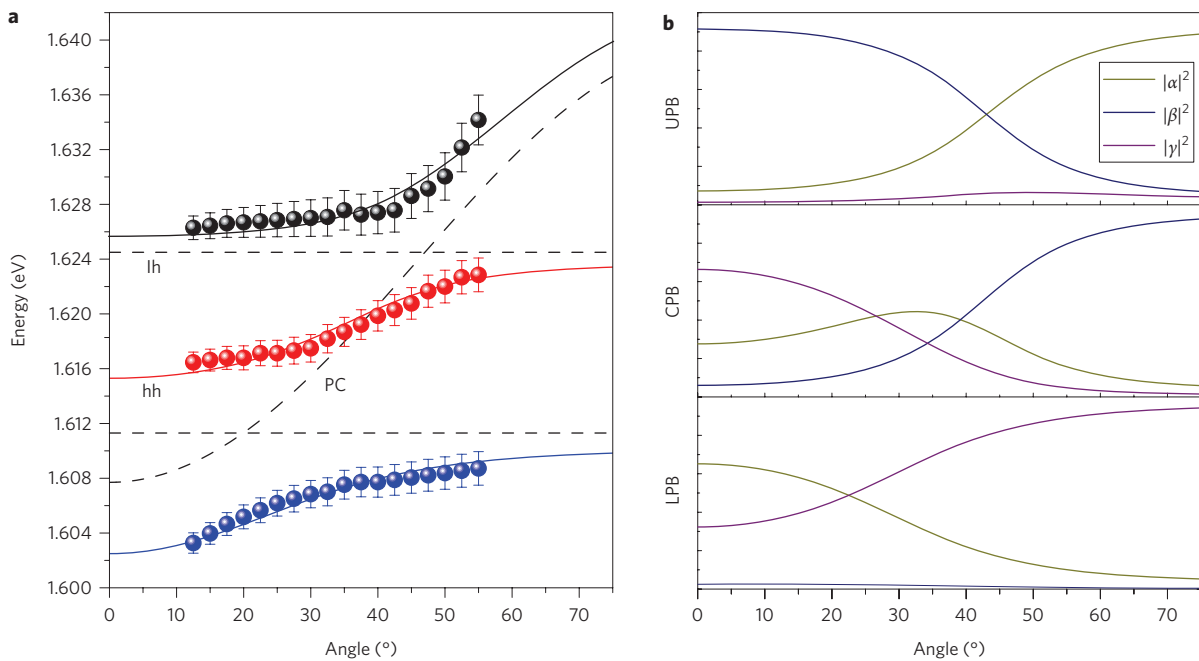 a
1.640
1.636
1.632
1.628
1.624
1.620
1.616
1.612
1.608
1.604
1.600
Energy (eV)
lh
hh
PC
0 10 20 30 40 50 60 70
Angle (°)
b
UPB
CPB
LPB
|α|²
|β|²
|γ|²
0 10 20 30 40 50 60 70
Angle (°)